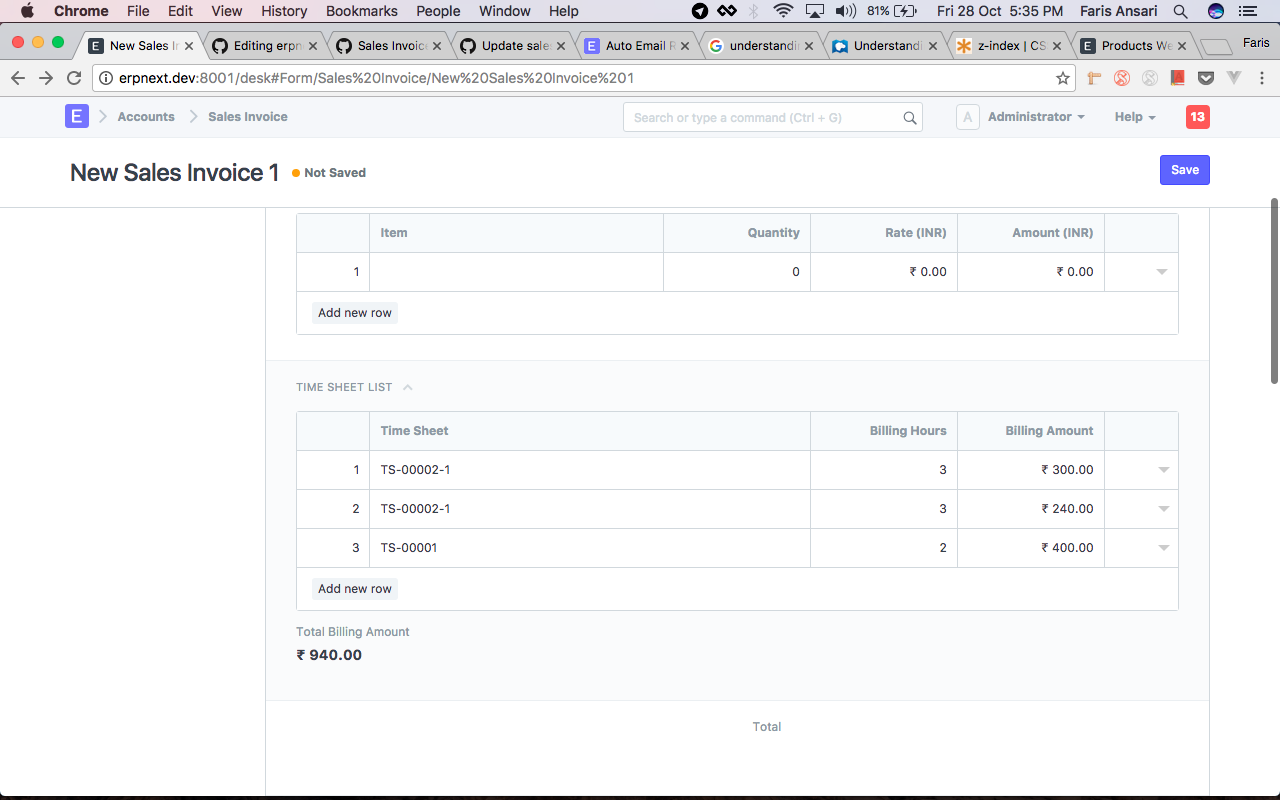 Chrome File Edit View History Bookmarks People Window Help 81% Fri 28 Oct 5:35 PM Faris Ansari
New Sales Ir Editing erpn Sales Invoice Update sale Auto Email R understandi Understandi z-index | CS Products We Faris
erpnext.dev:8001/desk#Form/Sales%20Invoice/New%20Sales%20Invoice%201
E Accounts Sales Invoice Search or type a command (Ctrl + G) A Administrator Help 13
New Sales Invoice 1 Not Saved Save
Item Quantity Rate (INR) Amount (INR)
1 0 ₹ 0.00 ₹ 0.00
Add new row
TIME SHEET LIST
Time Sheet Billing Hours Billing Amount
1 TS-00002-1 3 ₹ 300.00
2 TS-00002-1 3 ₹ 240.00
3 TS-00001 2 ₹ 400.00
Add new row
Total Billing Amount
₹ 940.00
Total